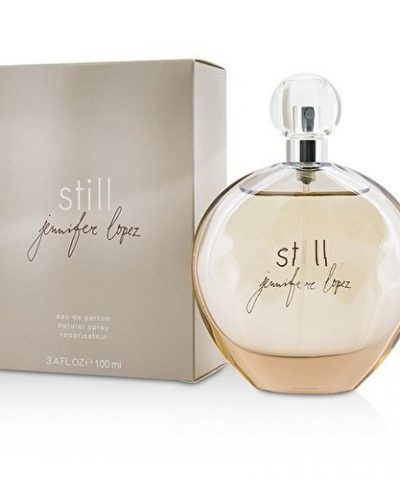 still
jennifer lopez
eau de parfum
natural spray
vaporisateur
3.4 FL OZ ℮ 100 ml
still
jennifer lopez